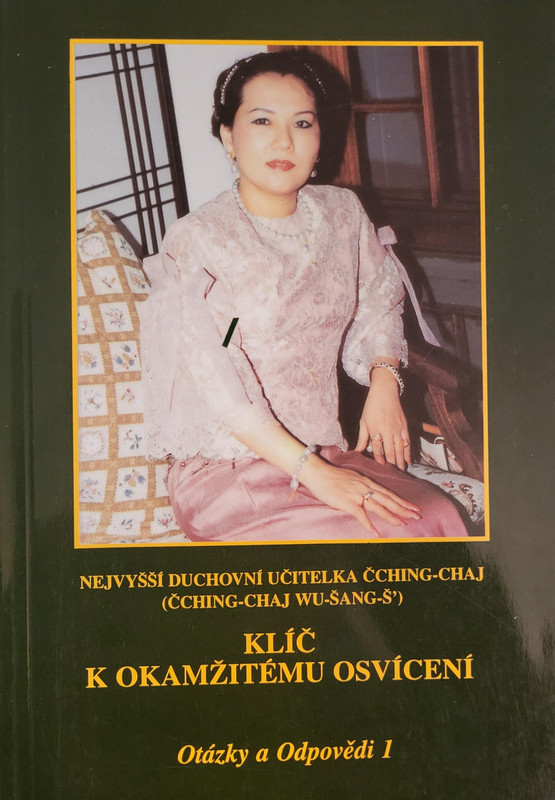 NEJVYŠŠÍ DUCHOVNÍ UČITELKA ČCHING-CHAJ
(ČCHING-CHAJ WU-ŠANG-Š')
KLÍČ
K OKAMŽITÉMU OSVÍCENÍ
Otázky a Odpovědi 1